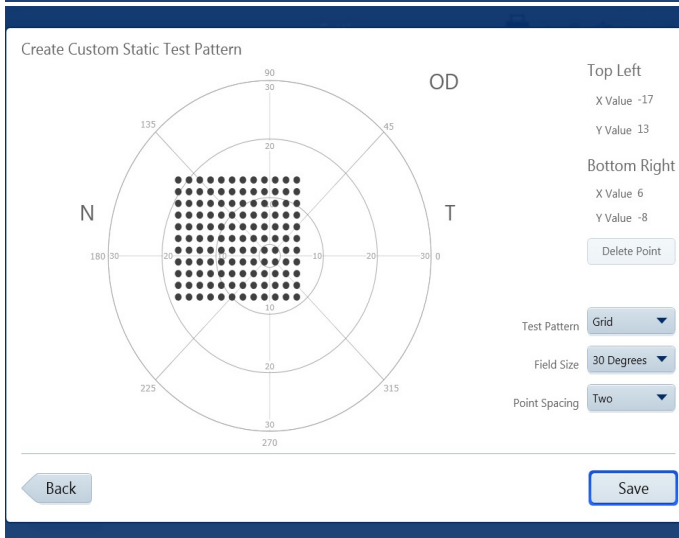 Create Custom Static Test Pattern
OD
90
30
135
45
20
N
T
180 30
20
10
10
20
30 0
10
20
225
315
30
270
Top Left
X Value -17
Y Value 13
Bottom Right
X Value 6
Y Value -8
Delete Point
Test Pattern Grid
Field Size 30 Degrees
Point Spacing Two
Back
Save